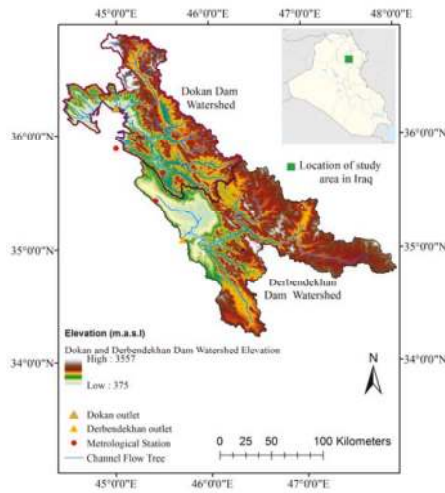 45°0'0"E 46°0'0"E 47°0'0"E 48°0'0"E
Dokan Dam
Watershed
36°0'0"N
36°0'0"N
Location of study
area in Iraq
35°0'0"N
35°0'0"N
Derbendekhan
Dam Watershed
Elevation (m.a.s.l)
Dokan and Derbendekhan Dam Watershed Elevation
High : 3557
Low : 375
34°0'0"N
34°0'0"N
N
Dokan outlet
Derbendekhan outlet
Metrological Station
Channel Flow Tree
0 25 50 100 Kilometers
45°0'0"E 46°0'0"E 47°0'0"E